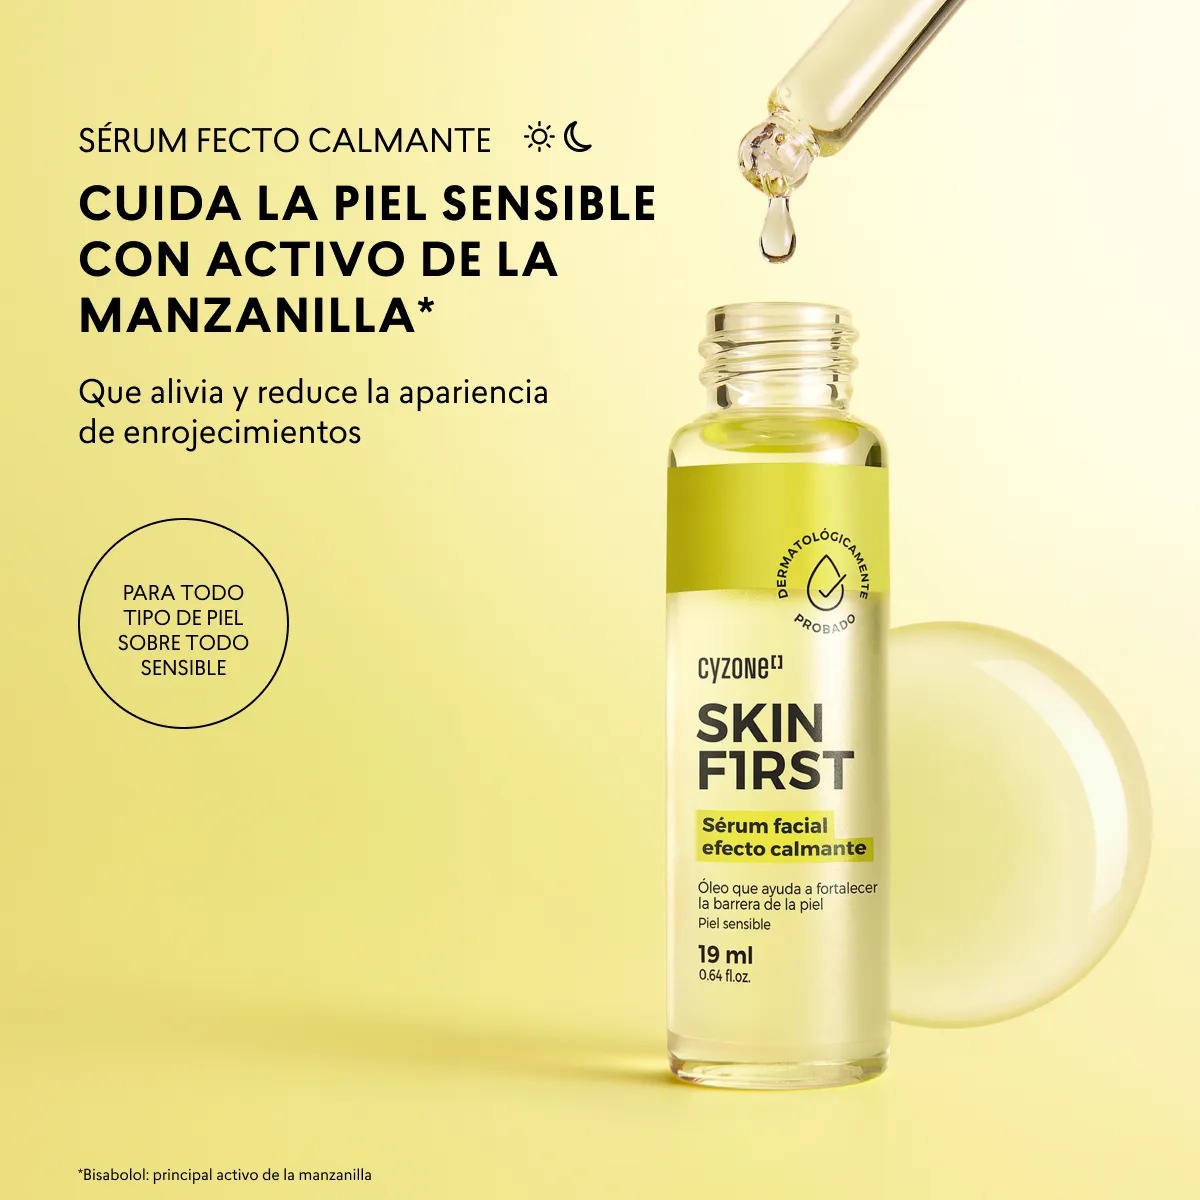 SÉRUM FECTO CALMANTE
CUIDA LA PIEL SENSIBLE
CON ACTIVO DE LA
MANZANILLA*
Que alivia y reduce la apariencia
de enrojecimientos
PARA TODO
TIPO DE PIEL
SOBRE TODO
SENSIBLE
DERMATOLÓGICAMENTE
PROBADO
CYZONE[]
SKIN
F1RST
Sérum facial
efecto calmante
Óleo que ayuda a fortalecer
la barrera de la piel
Piel sensible
19 ml
0.64 fl.oz.
*Bisabolol: principal activo de la manzanilla